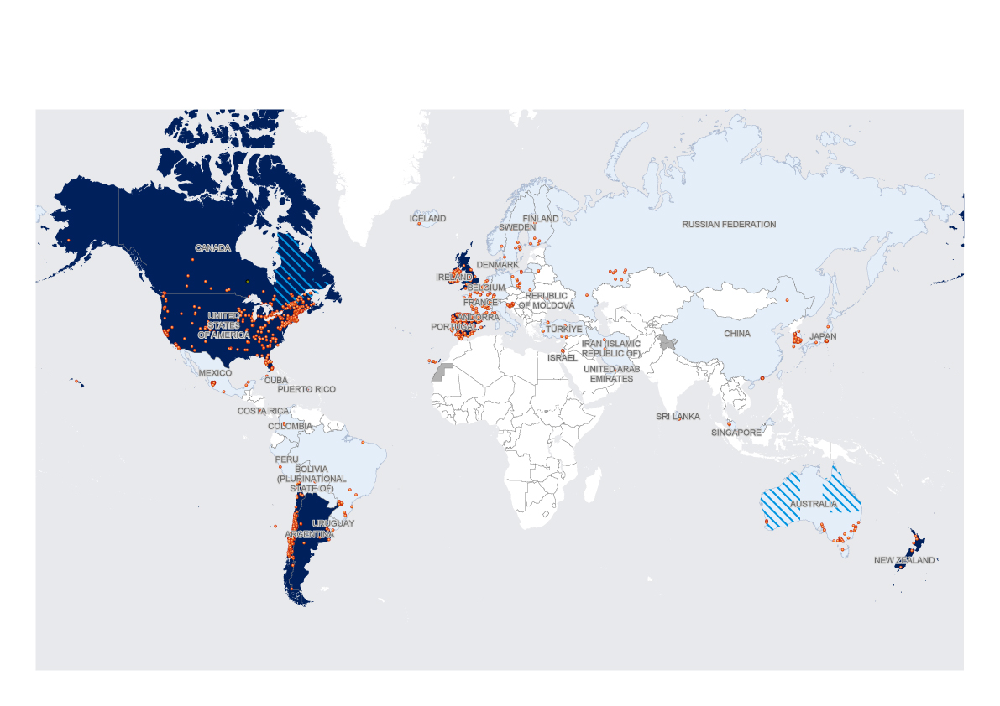 ICELAND
FINLAND
SWEDEN
RUSSIAN FEDERATION
CANADA
DENMARK
IRELAND
BELGIUM
REPUBLIC
OF MOLDOVA
FRANCE
UNITED
STATES
OF AMERICA
ANDORRA
PORTUGAL
TÜRKIYE
CHINA
JAPAN
IRAN (ISLAMIC
REPUBLIC OF)
ISRAEL
MEXICO
CUBA
UNITED ARAB
EMIRATES
PUERTO RICO
COSTA RICA
SRI LANKA
COLOMBIA
SINGAPORE
PERU
BOLIVIA
(PLURINATIONAL
STATE OF)
AUSTRALIA
URUGUAY
ARGENTINA
NEW ZEALAND